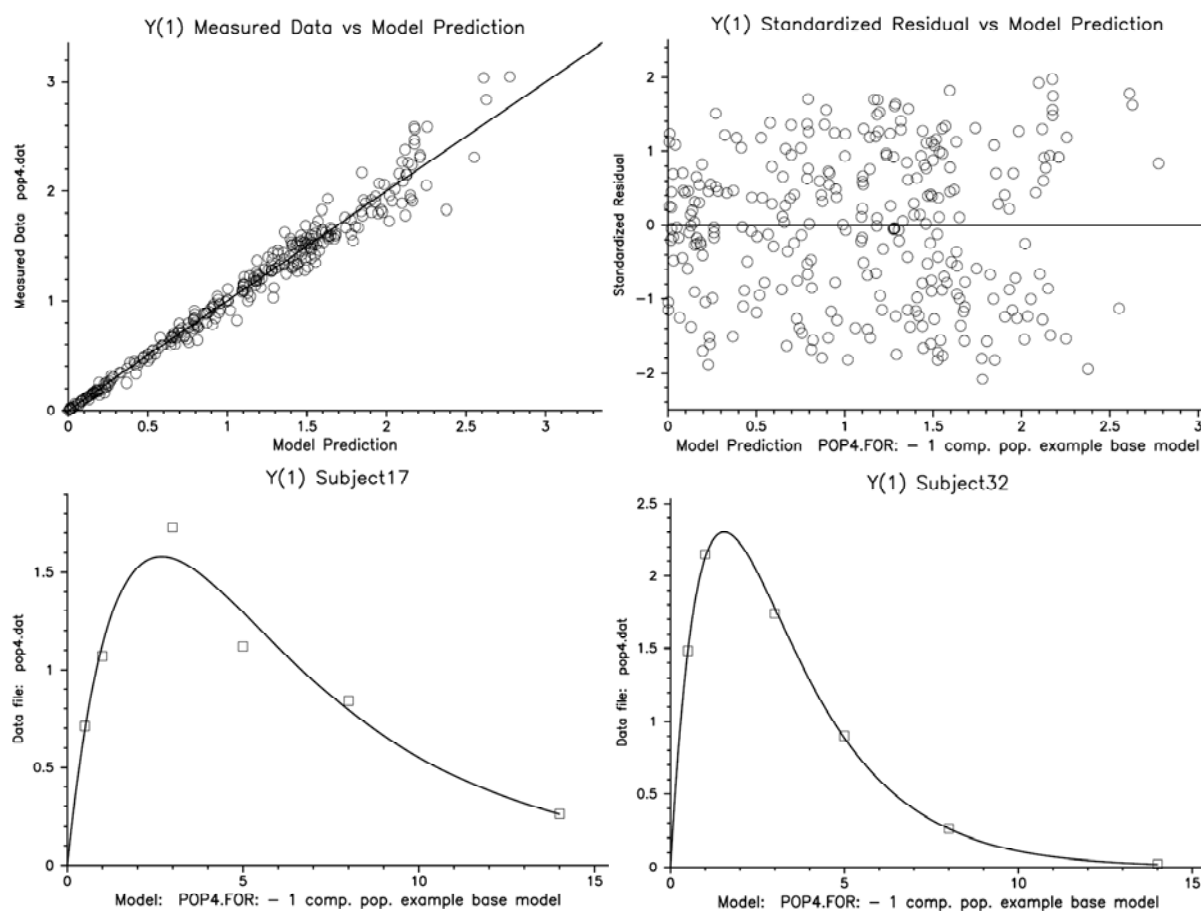 Y(1) Measured Data vs Model Prediction
Measured Data pop4.dat
3
2
1
0
0 0.5 1 1.5 2 2.5 3
Model Prediction
Y(1) Standardized Residual vs Model Prediction
Standardized Residual
2
1
0
−1
−2
0 0.5 1 1.5 2 2.5 3
Model Prediction POP4.FOR: − 1 comp. pop. example base model
Y(1) Subject17
Data file: pop4.dat
1.5
1
0.5
0
0 5 10 15
Model: POP4.FOR: − 1 comp. pop. example base model
Y(1) Subject32
Data file: pop4.dat
2.5
2
1.5
1
0.5
0
0 5 10 15
Model: POP4.FOR: − 1 comp. pop. example base model